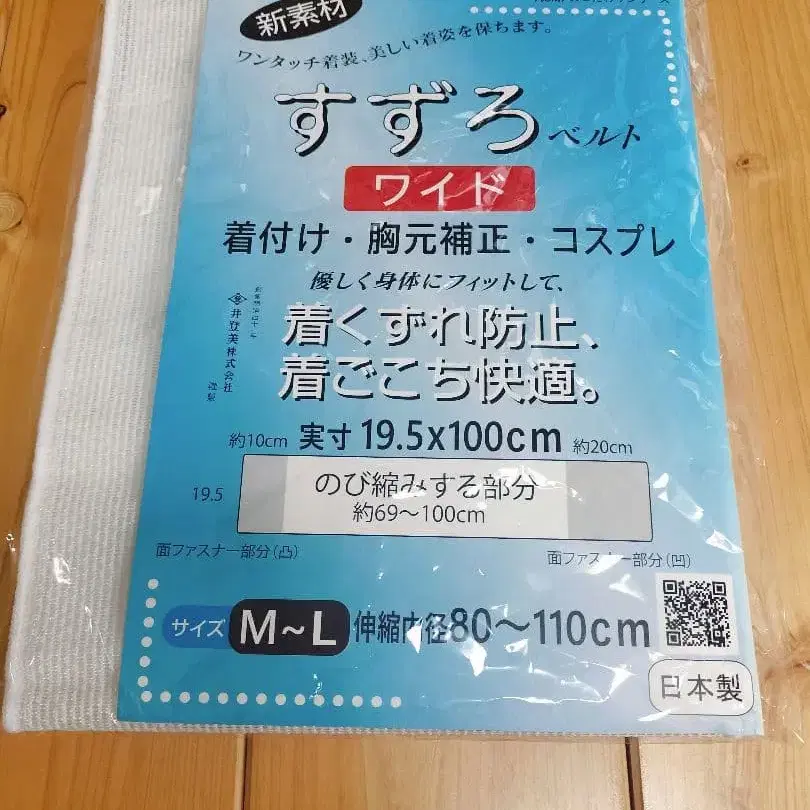 新素材
ワンタッチ着装、美しい着姿を保ちます。
すずろベルト
ワイド
着付け・胸元補正・コスプレ
優しく身体にフィットして、
着くずれ防止、
着ごこち快適。
井登美株式会社
謹製
約10cm 実寸 19.5x100cm 約20cm
19.5
のび縮みする部分
約69～100cm
面ファスナー部分（凸）
面ファスナー部分（凹）
サイズ M～L 伸縮内径80～110cm
日本製